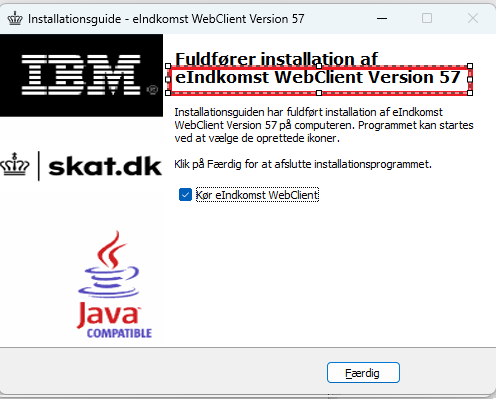 Installationsguide - eIndkomst WebClient Version 57
IBM®
skat.dk
Java
COMPATIBLE
Fuldfører installation af
eIndkomst WebClient Version 57
Installationsguiden har fuldført installation af eIndkomst
WebClient Version 57 på computeren. Programmet kan startes
ved at vælge de oprettede ikoner.
Klik på Færdig for at afslutte installationsprogrammet.
Kør eIndkomst WebClient
Færdig